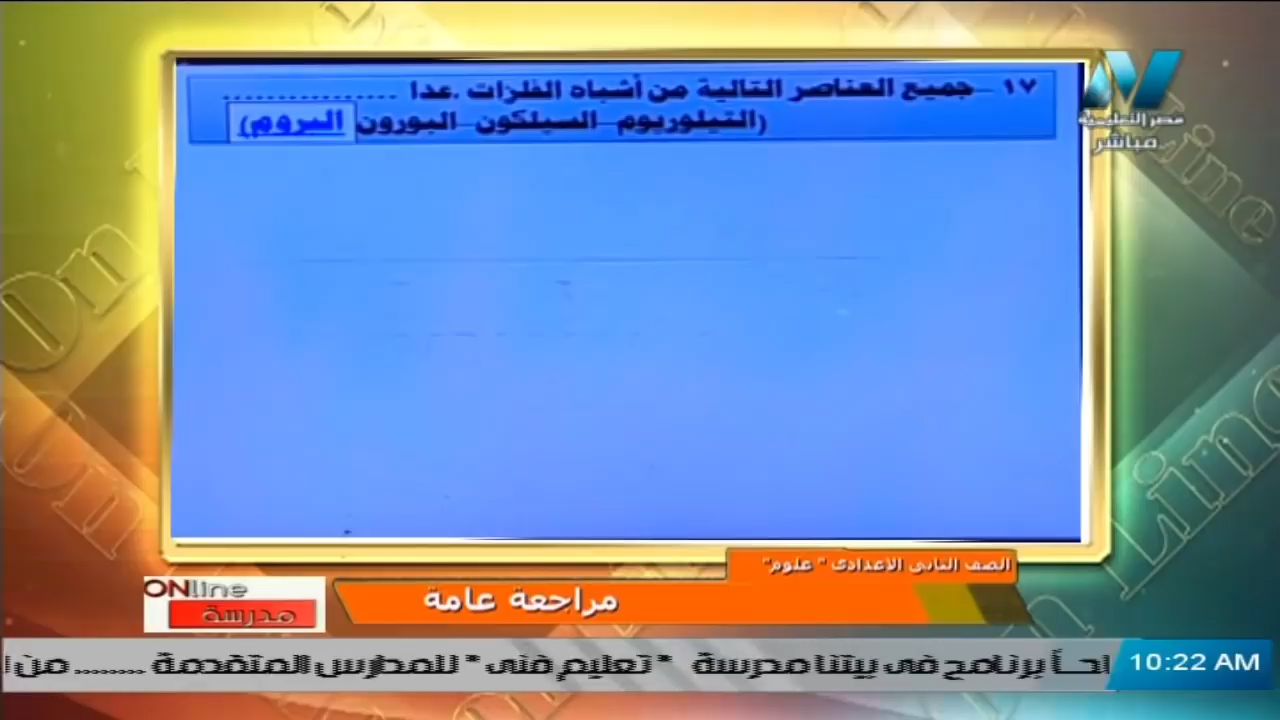 ١٧ – جميع العناصر التالية من أشباه الفلزات .عدا ................
(التيلوريوم – السيلكون – البورون – البروم)
مصر التعليمية
مباشر
الصف الثانى الاعدادى " علوم"
ONline
مدرسة
مراجعة عامة
احـاً برنامج فى بيتنا مدرسة " تعليم فنى " للمدارس المتقدمة ........ من ا
10:22 AM